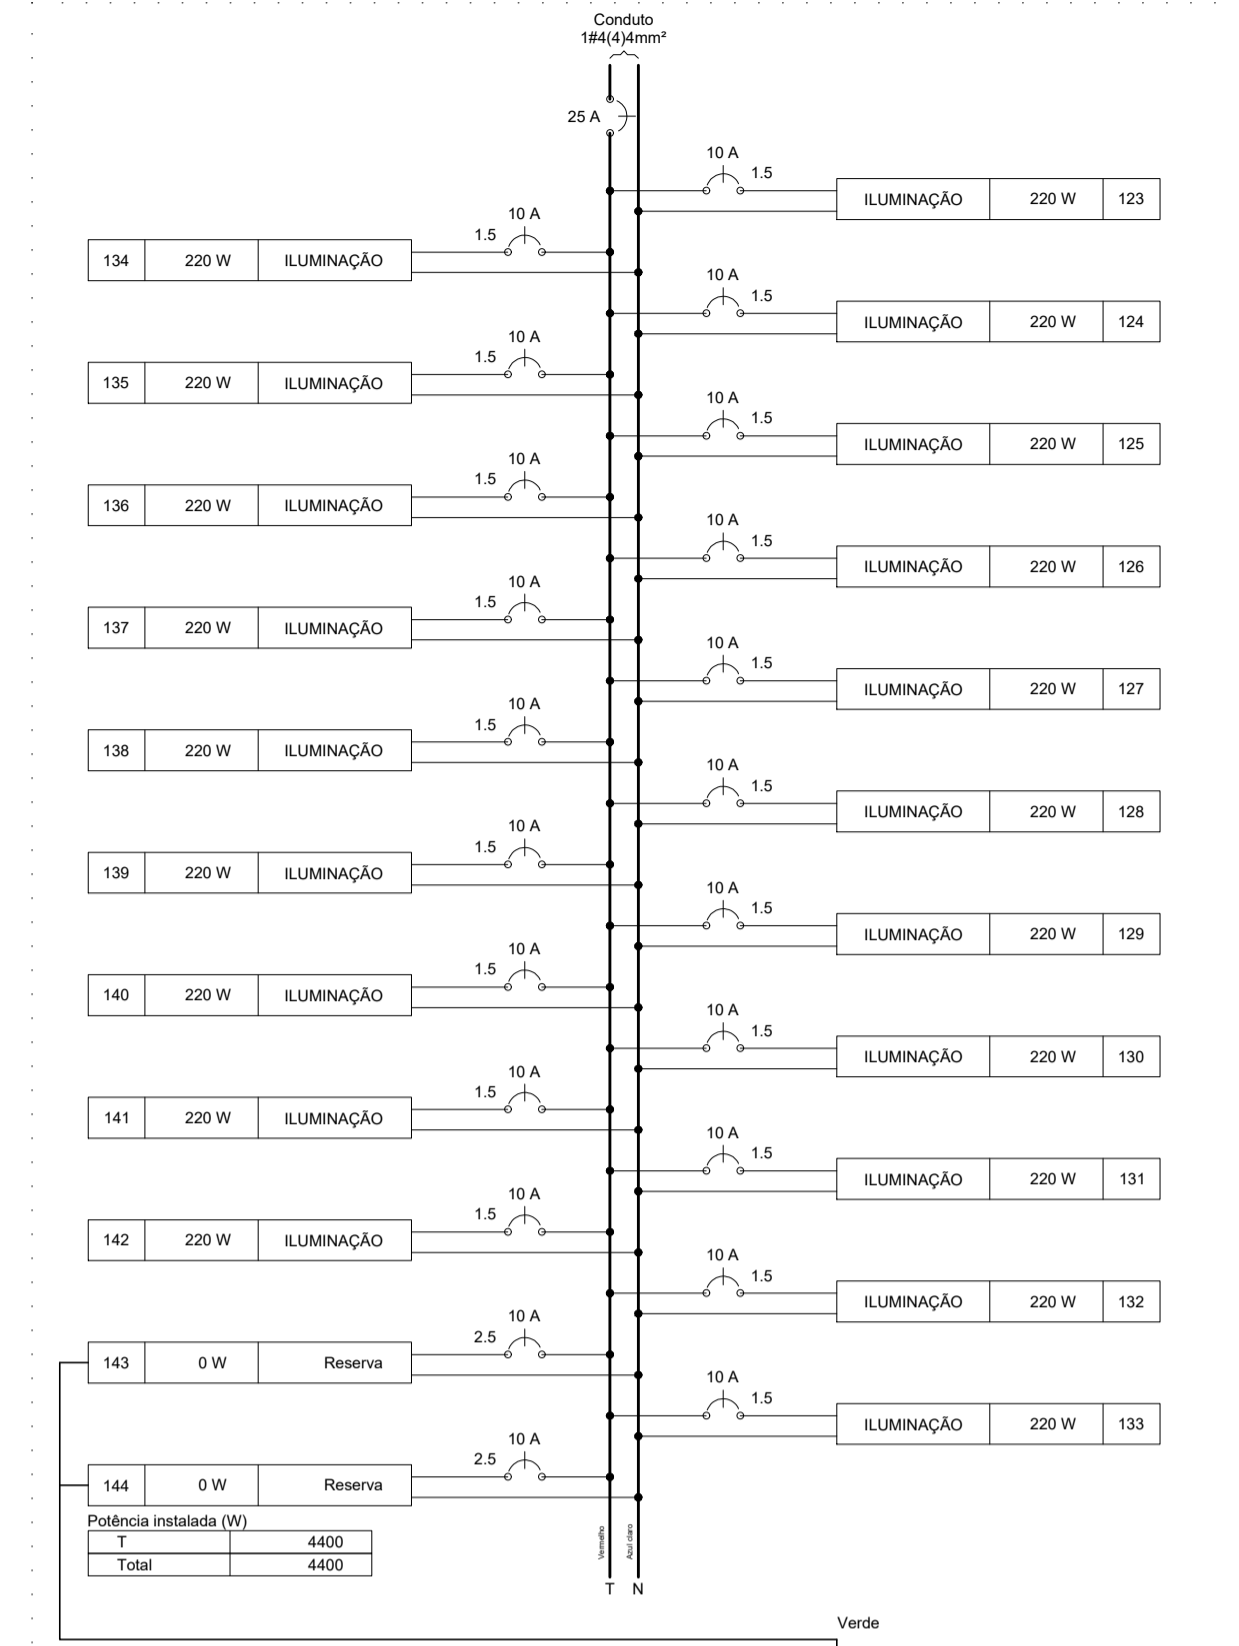 Conduto
1#4(4)4mm²
25 A
10 A
1.5
ILUMINAÇÃO 220 W 123
10 A
1.5
134 220 W ILUMINAÇÃO
10 A
1.5
ILUMINAÇÃO 220 W 124
10 A
1.5
135 220 W ILUMINAÇÃO
10 A
1.5
ILUMINAÇÃO 220 W 125
10 A
1.5
136 220 W ILUMINAÇÃO
10 A
1.5
ILUMINAÇÃO 220 W 126
10 A
1.5
137 220 W ILUMINAÇÃO
10 A
1.5
ILUMINAÇÃO 220 W 127
10 A
1.5
138 220 W ILUMINAÇÃO
10 A
1.5
ILUMINAÇÃO 220 W 128
10 A
1.5
139 220 W ILUMINAÇÃO
10 A
1.5
ILUMINAÇÃO 220 W 129
10 A
1.5
140 220 W ILUMINAÇÃO
10 A
1.5
ILUMINAÇÃO 220 W 130
10 A
1.5
141 220 W ILUMINAÇÃO
10 A
1.5
ILUMINAÇÃO 220 W 131
10 A
1.5
142 220 W ILUMINAÇÃO
10 A
1.5
ILUMINAÇÃO 220 W 132
10 A
2.5
143 0 W Reserva
10 A
1.5
ILUMINAÇÃO 220 W 133
10 A
2.5
144 0 W Reserva
Potência instalada (W)
T 4400
Total 4400
Vermelho
Azul claro
T N
Verde